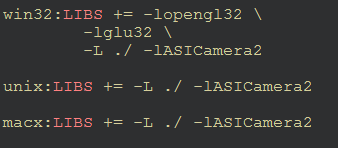 win32:LIBS += -lopengl32 \
-lglu32 \
-L ./ -lASICamera2
unix:LIBS += -L ./ -lASICamera2
macx:LIBS += -L ./ -lASICamera2